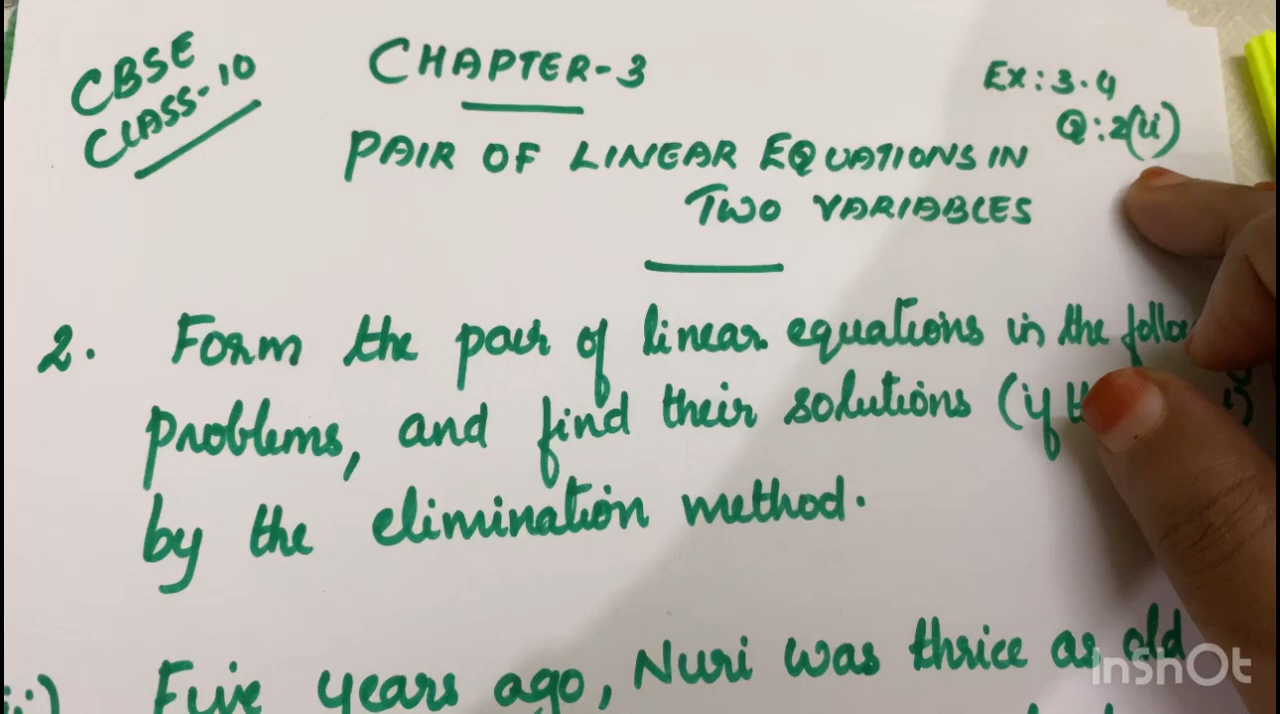 CBSE
CLASS-10
CHAPTER-3
Ex: 3.4
Q: 2(ii)
PAIR OF LINEAR EQUATIONS IN
TWO VARIABLES
2. Form the pair of linear equations in the
problems, and find their solutions (if
by the elimination method.
Five years ago, Nuri was thrice as old
InShOt